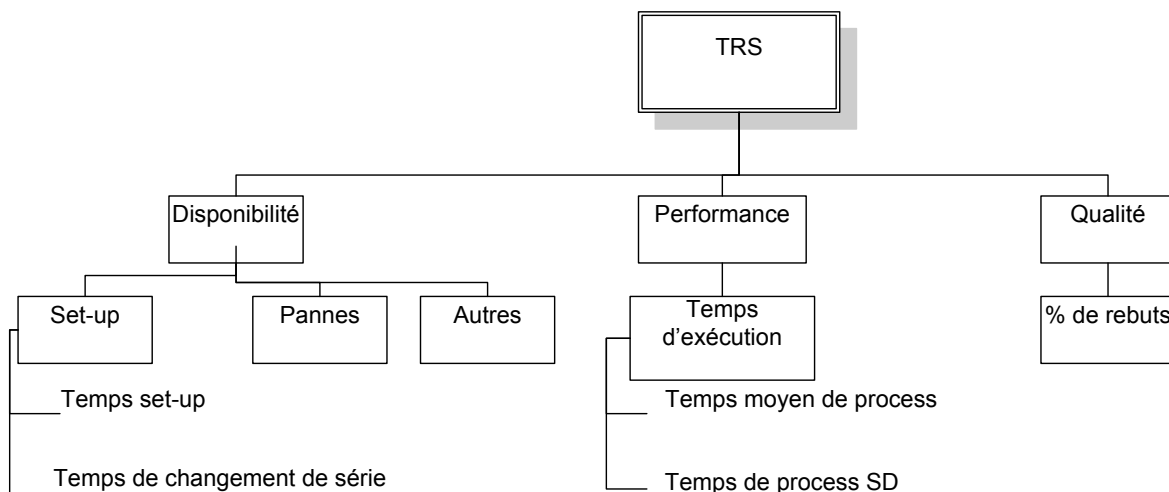 TRS
Disponibilité
Performance
Qualité
Set-up
Pannes
Autres
Temps
d’exécution
% de rebuts
Temps set-up
Temps moyen de process
Temps de changement de série
Temps de process SD